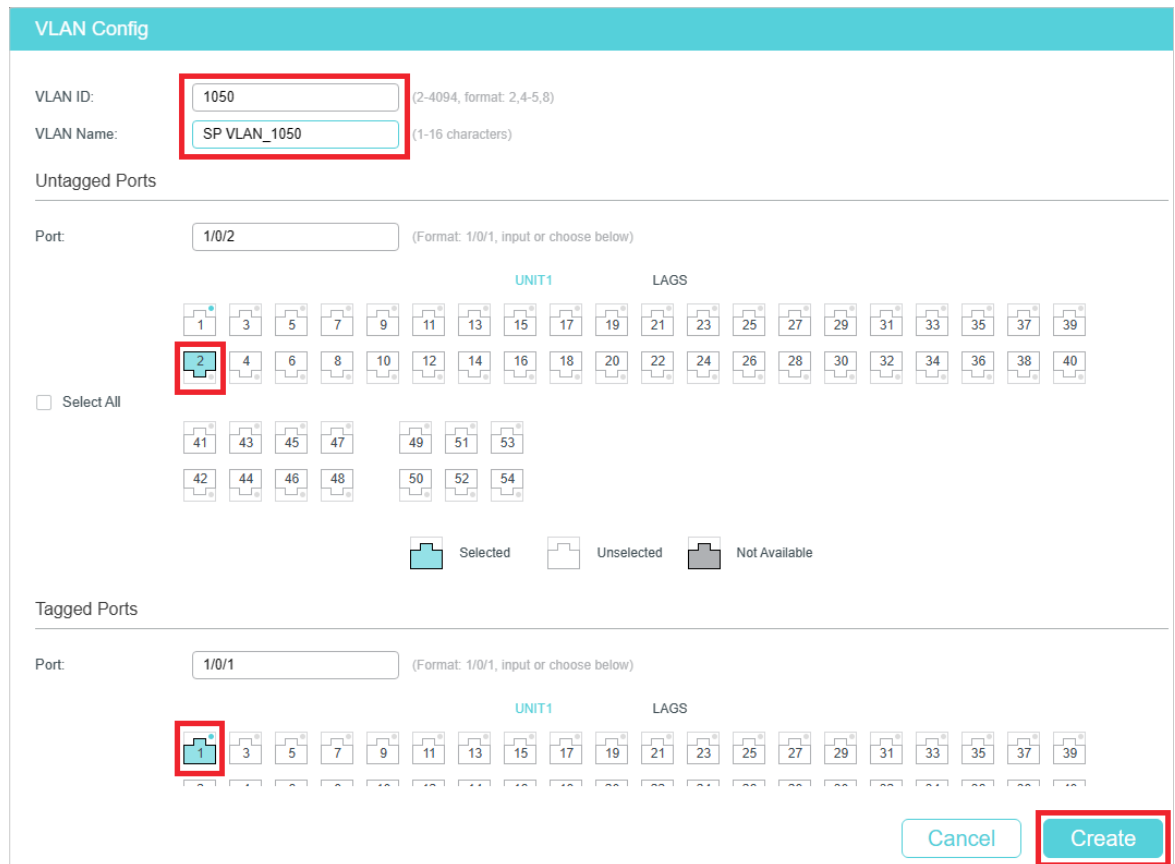 VLAN Config
VLAN ID: 1050 (2-4094, format: 2,4-5,8)
VLAN Name: SP VLAN_1050 (1-16 characters)
Untagged Ports
Port: 1/0/2 (Format: 1/0/1, input or choose below)
UNIT1 LAGS
1 3 5 7 9 11 13 15 17 19 21 23 25 27 29 31 33 35 37 39
2 4 6 8 10 12 14 16 18 20 22 24 26 28 30 32 34 36 38 40
Select All
41 43 45 47 49 51 53
42 44 46 48 50 52 54
Selected Unselected Not Available
Tagged Ports
Port: 1/0/1 (Format: 1/0/1, input or choose below)
UNIT1 LAGS
1 3 5 7 9 11 13 15 17 19 21 23 25 27 29 31 33 35 37 39
Cancel Create